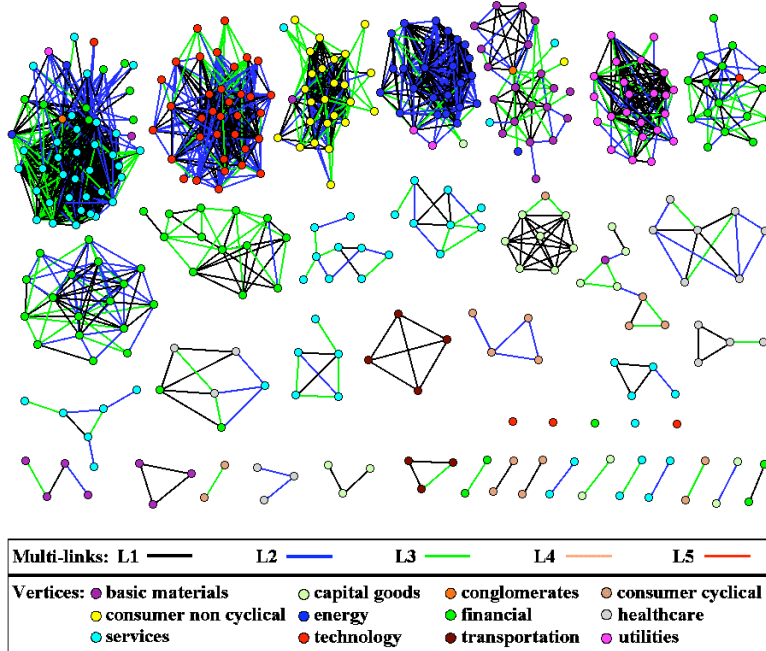 Multi-links: L1 L2 L3 L4 L5
Vertices: basic materials capital goods conglomerates consumer cyclical
consumer non cyclical energy financial healthcare
services technology transportation utilities